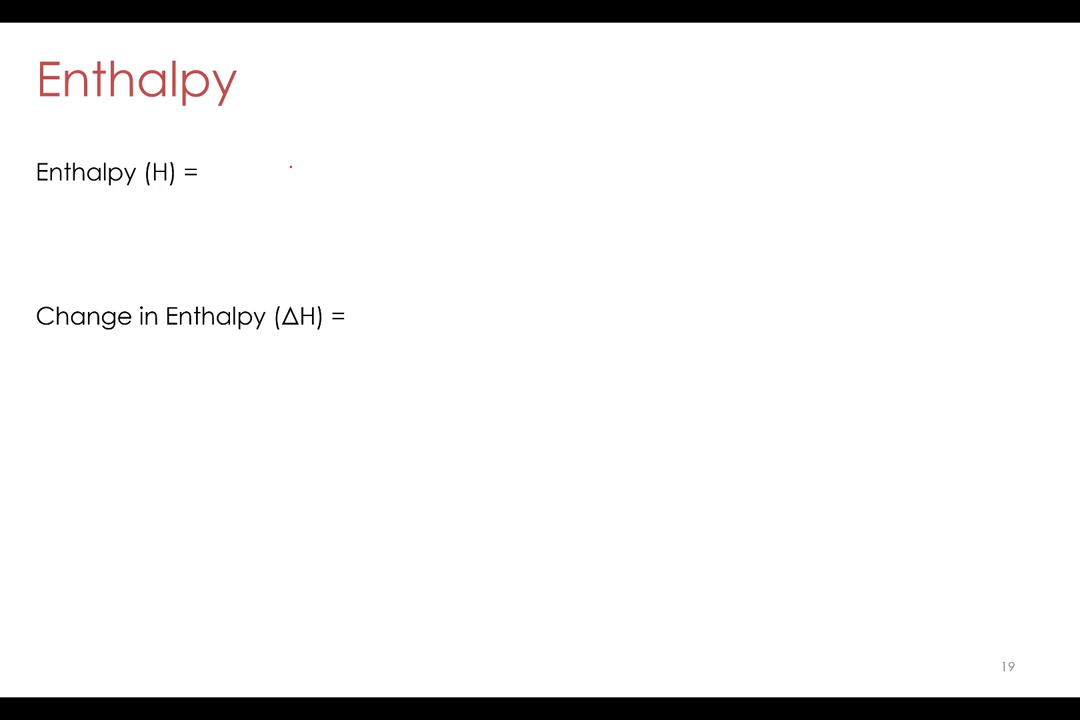 Enthalpy
Enthalpy (H) =
Change in Enthalpy (ΔH) =
19